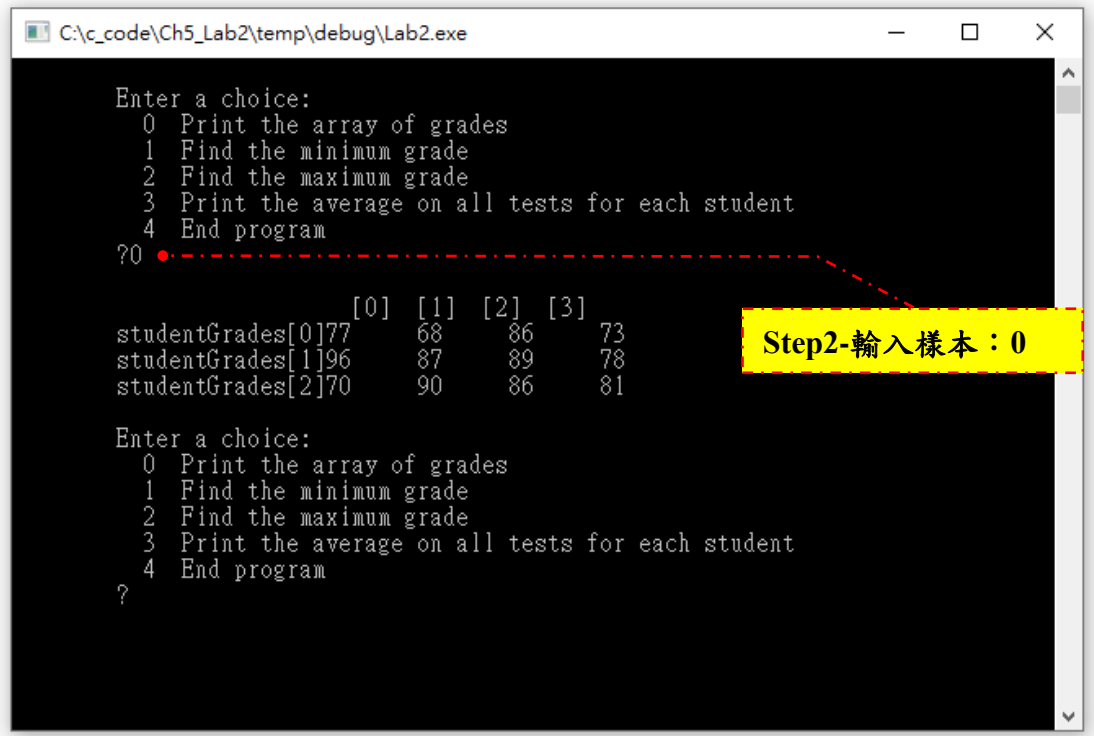 C:\c_code\Ch5_Lab2\temp\debug\Lab2.exe
Enter a choice:
0 Print the array of grades
1 Find the minimum grade
2 Find the maximum grade
3 Print the average on all tests for each student
4 End program
?0
[0] [1] [2] [3]
studentGrades[0]77 68 86 73
studentGrades[1]96 87 89 78
studentGrades[2]70 90 86 81
Step2-輸入樣本：0
Enter a choice:
0 Print the array of grades
1 Find the minimum grade
2 Find the maximum grade
3 Print the average on all tests for each student
4 End program
?